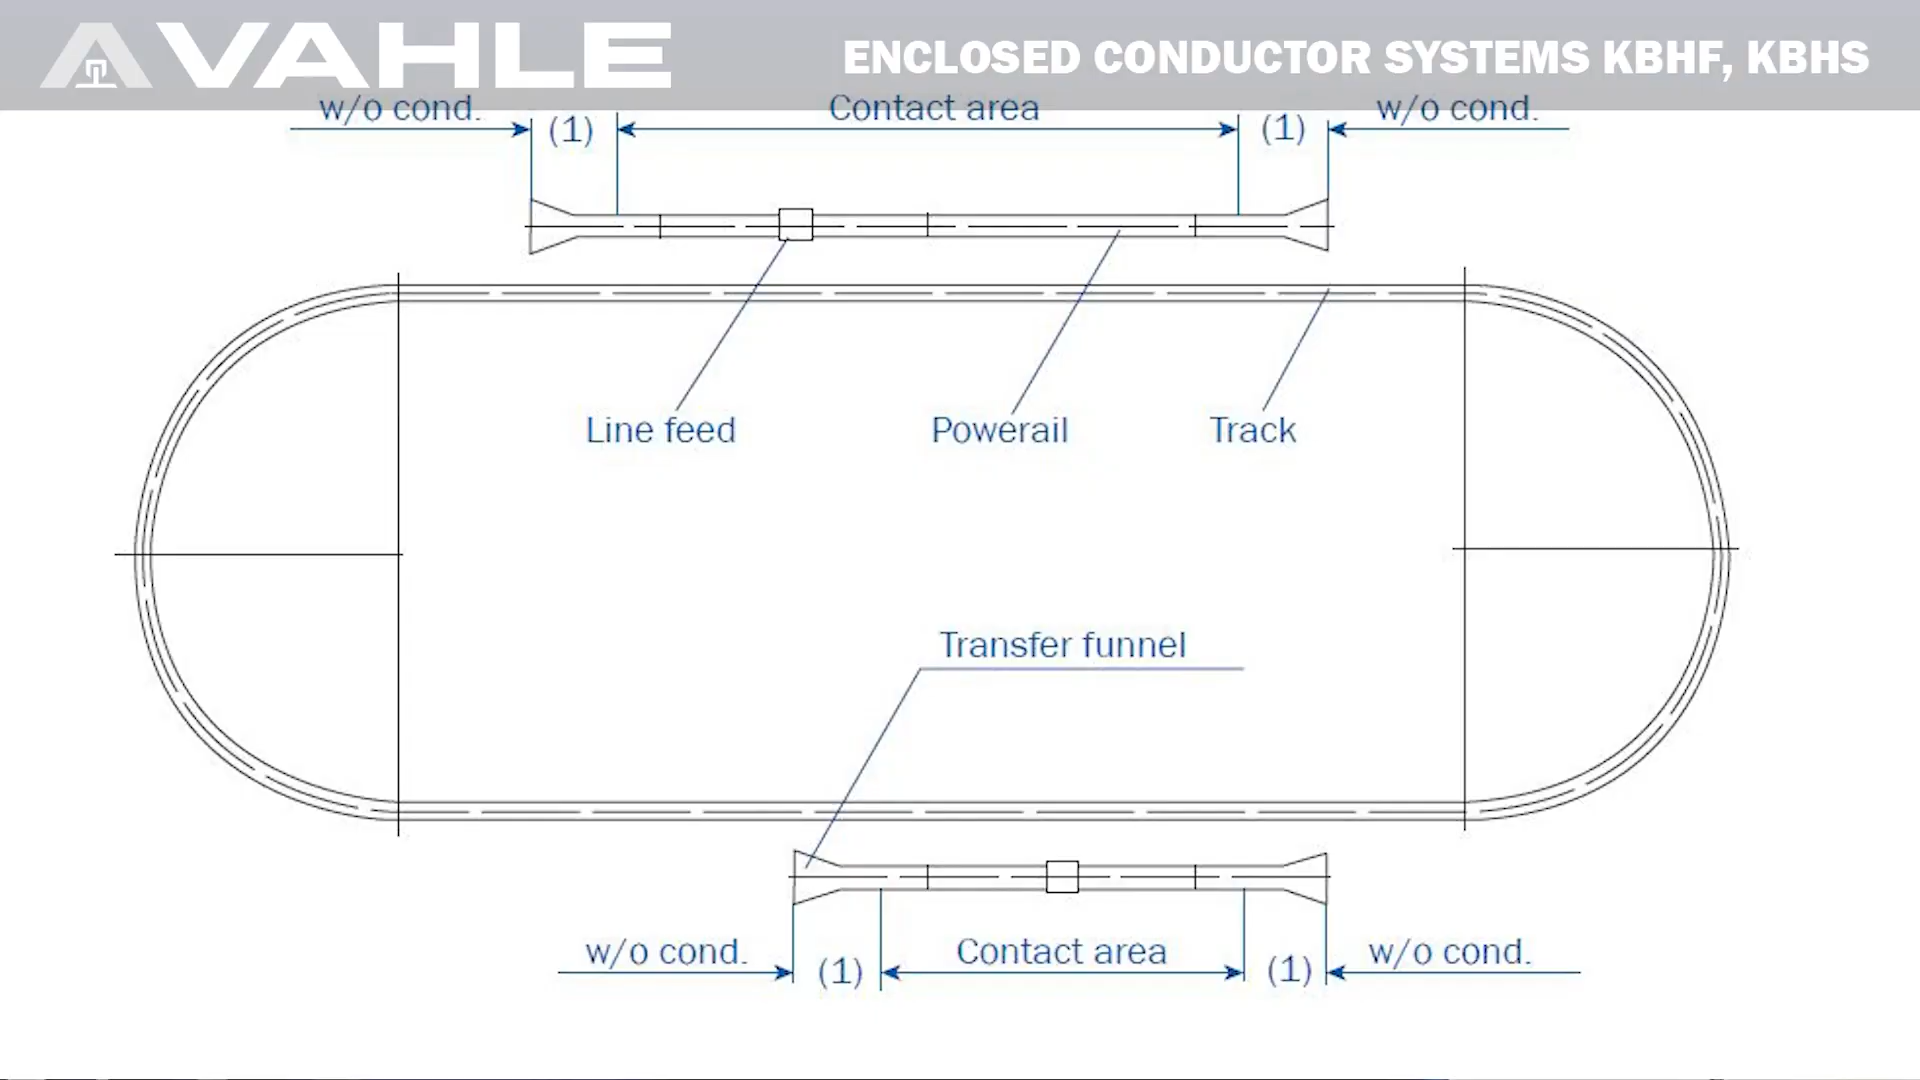 VAHLE
ENCLOSED CONDUCTOR SYSTEMS KBHF, KBHS
w/o cond. (1) Contact area (1) w/o cond.
Line feed Powerail Track
Transfer funnel
w/o cond. (1) Contact area (1) w/o cond.